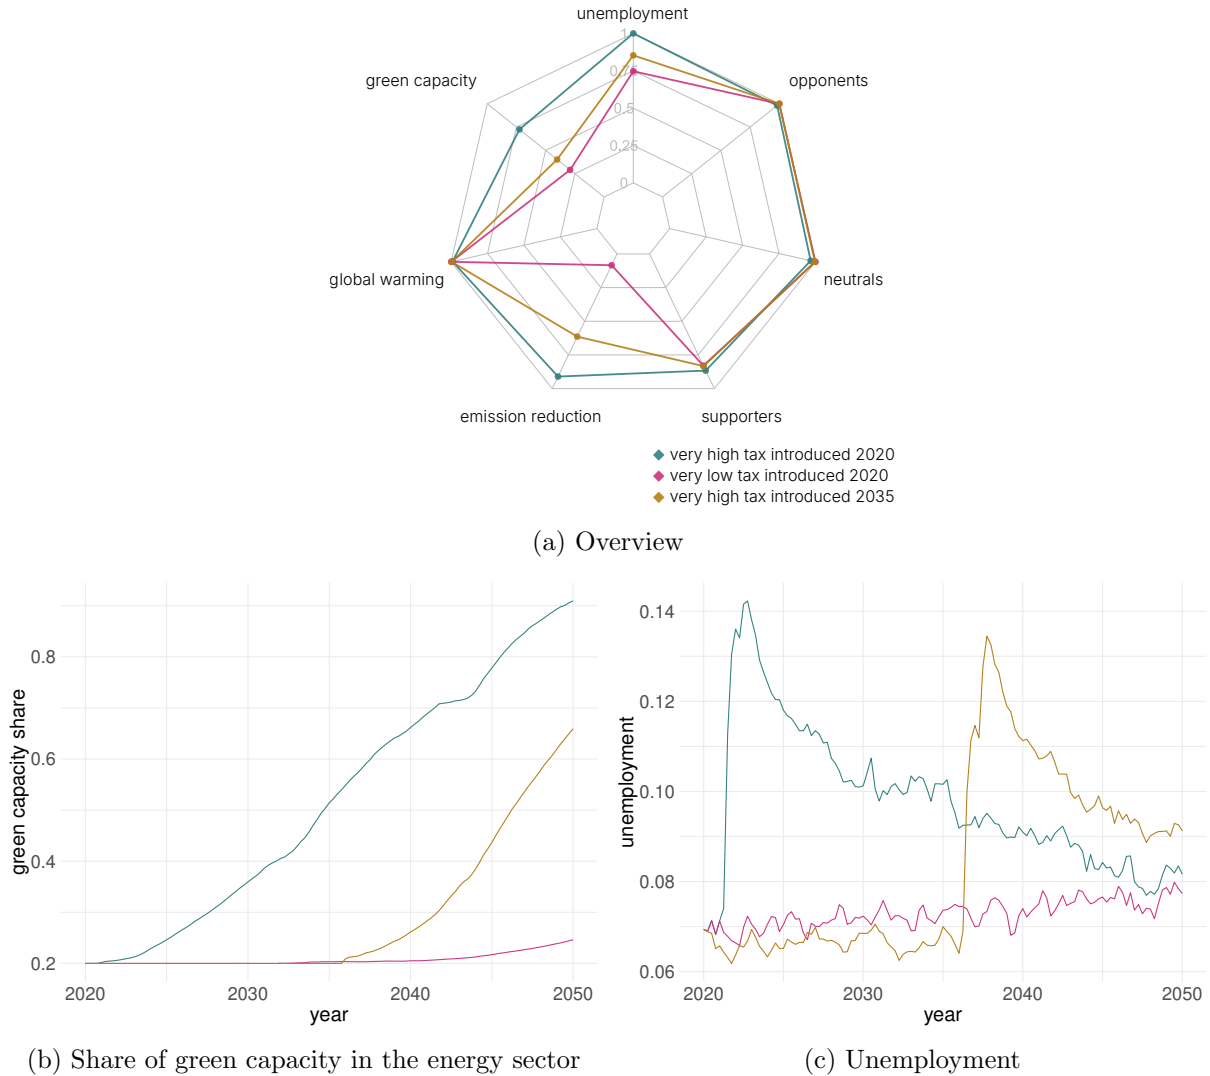 unemployment
1
green capacity
opponents
0.75
0.5
0.25
0
global warming
neutrals
emission reduction
supporters
very high tax introduced 2020
very low tax introduced 2020
very high tax introduced 2035
(a) Overview
green capacity share
0.8
0.6
0.4
0.2
2020
2030
2040
2050
year
unemployment
0.14
0.12
0.10
0.08
0.06
2020
2030
2040
2050
year
(b) Share of green capacity in the energy sector
(c) Unemployment